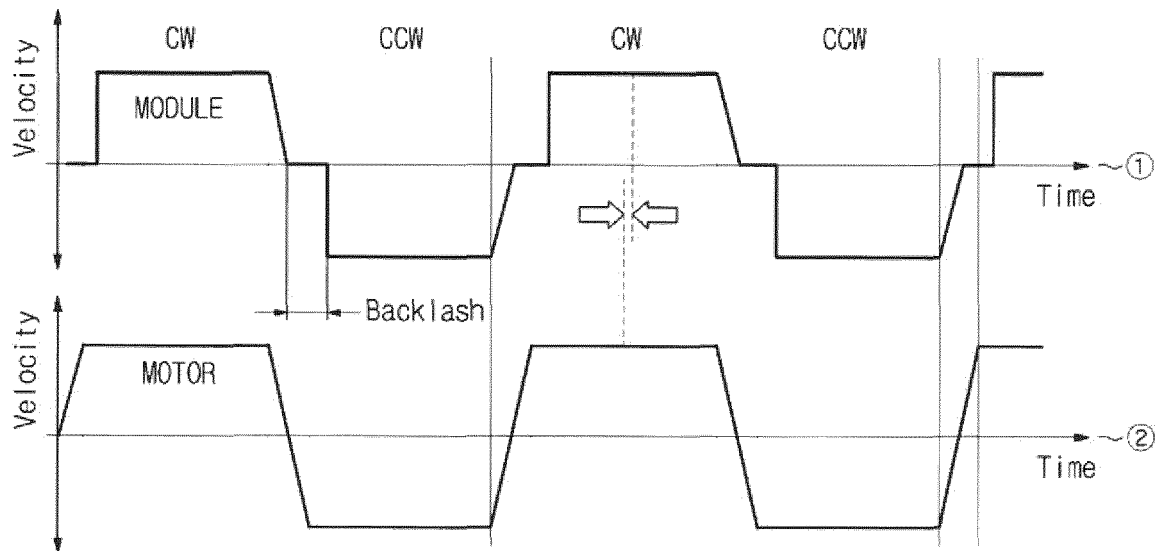 CW CCW CW CCW
Velocity
MODULE
①
Time
Backlash
Velocity
MOTOR
②
Time